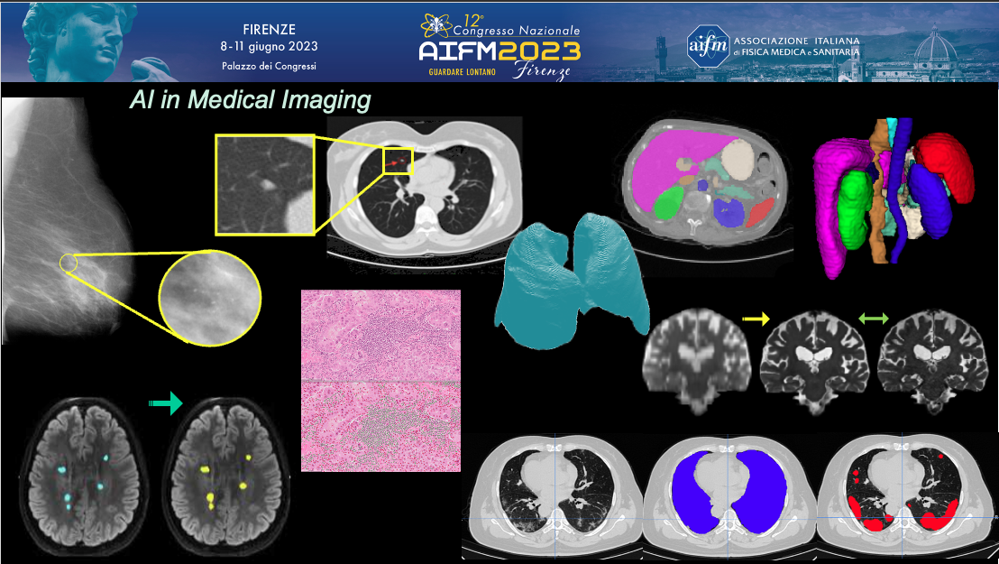 FIRENZE
8-11 giugno 2023
Palazzo dei Congressi
12° Congresso Nazionale
AIFM2023
GUARDARE LONTANO Firenze
aifm
ASSOCIAZIONE ITALIANA
di FISICA MEDICA e SANITARIA
AI in Medical Imaging